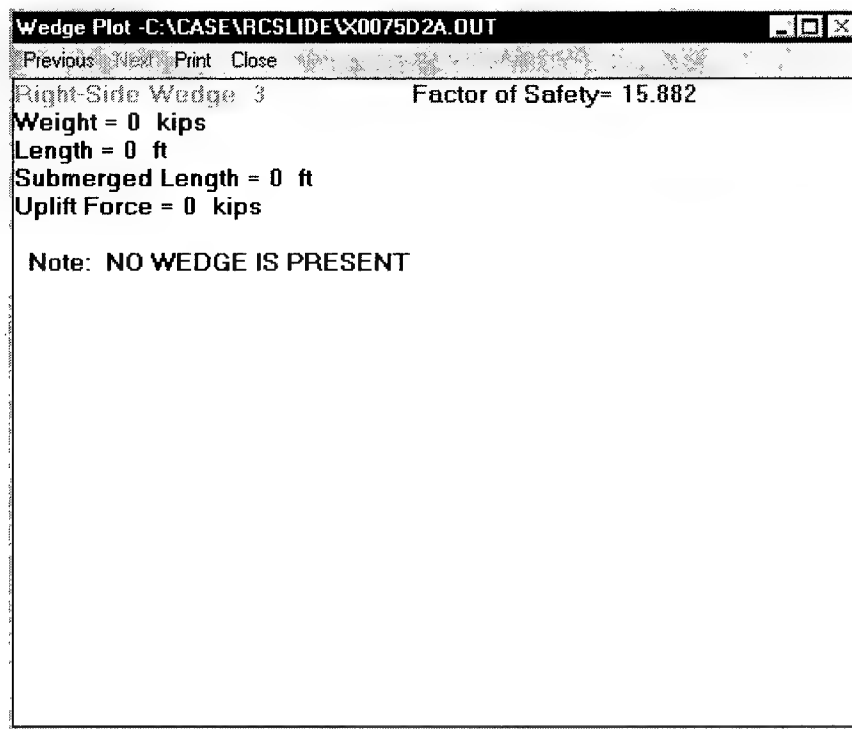 Wedge Plot -C:\CASE\RCSLIDE\X0075D2A.OUT
Previous Next Print Close
Right-Side Wedge 3 Factor of Safety= 15.882
Weight = 0 kips
Length = 0 ft
Submerged Length = 0 ft
Uplift Force = 0 kips
Note: NO WEDGE IS PRESENT